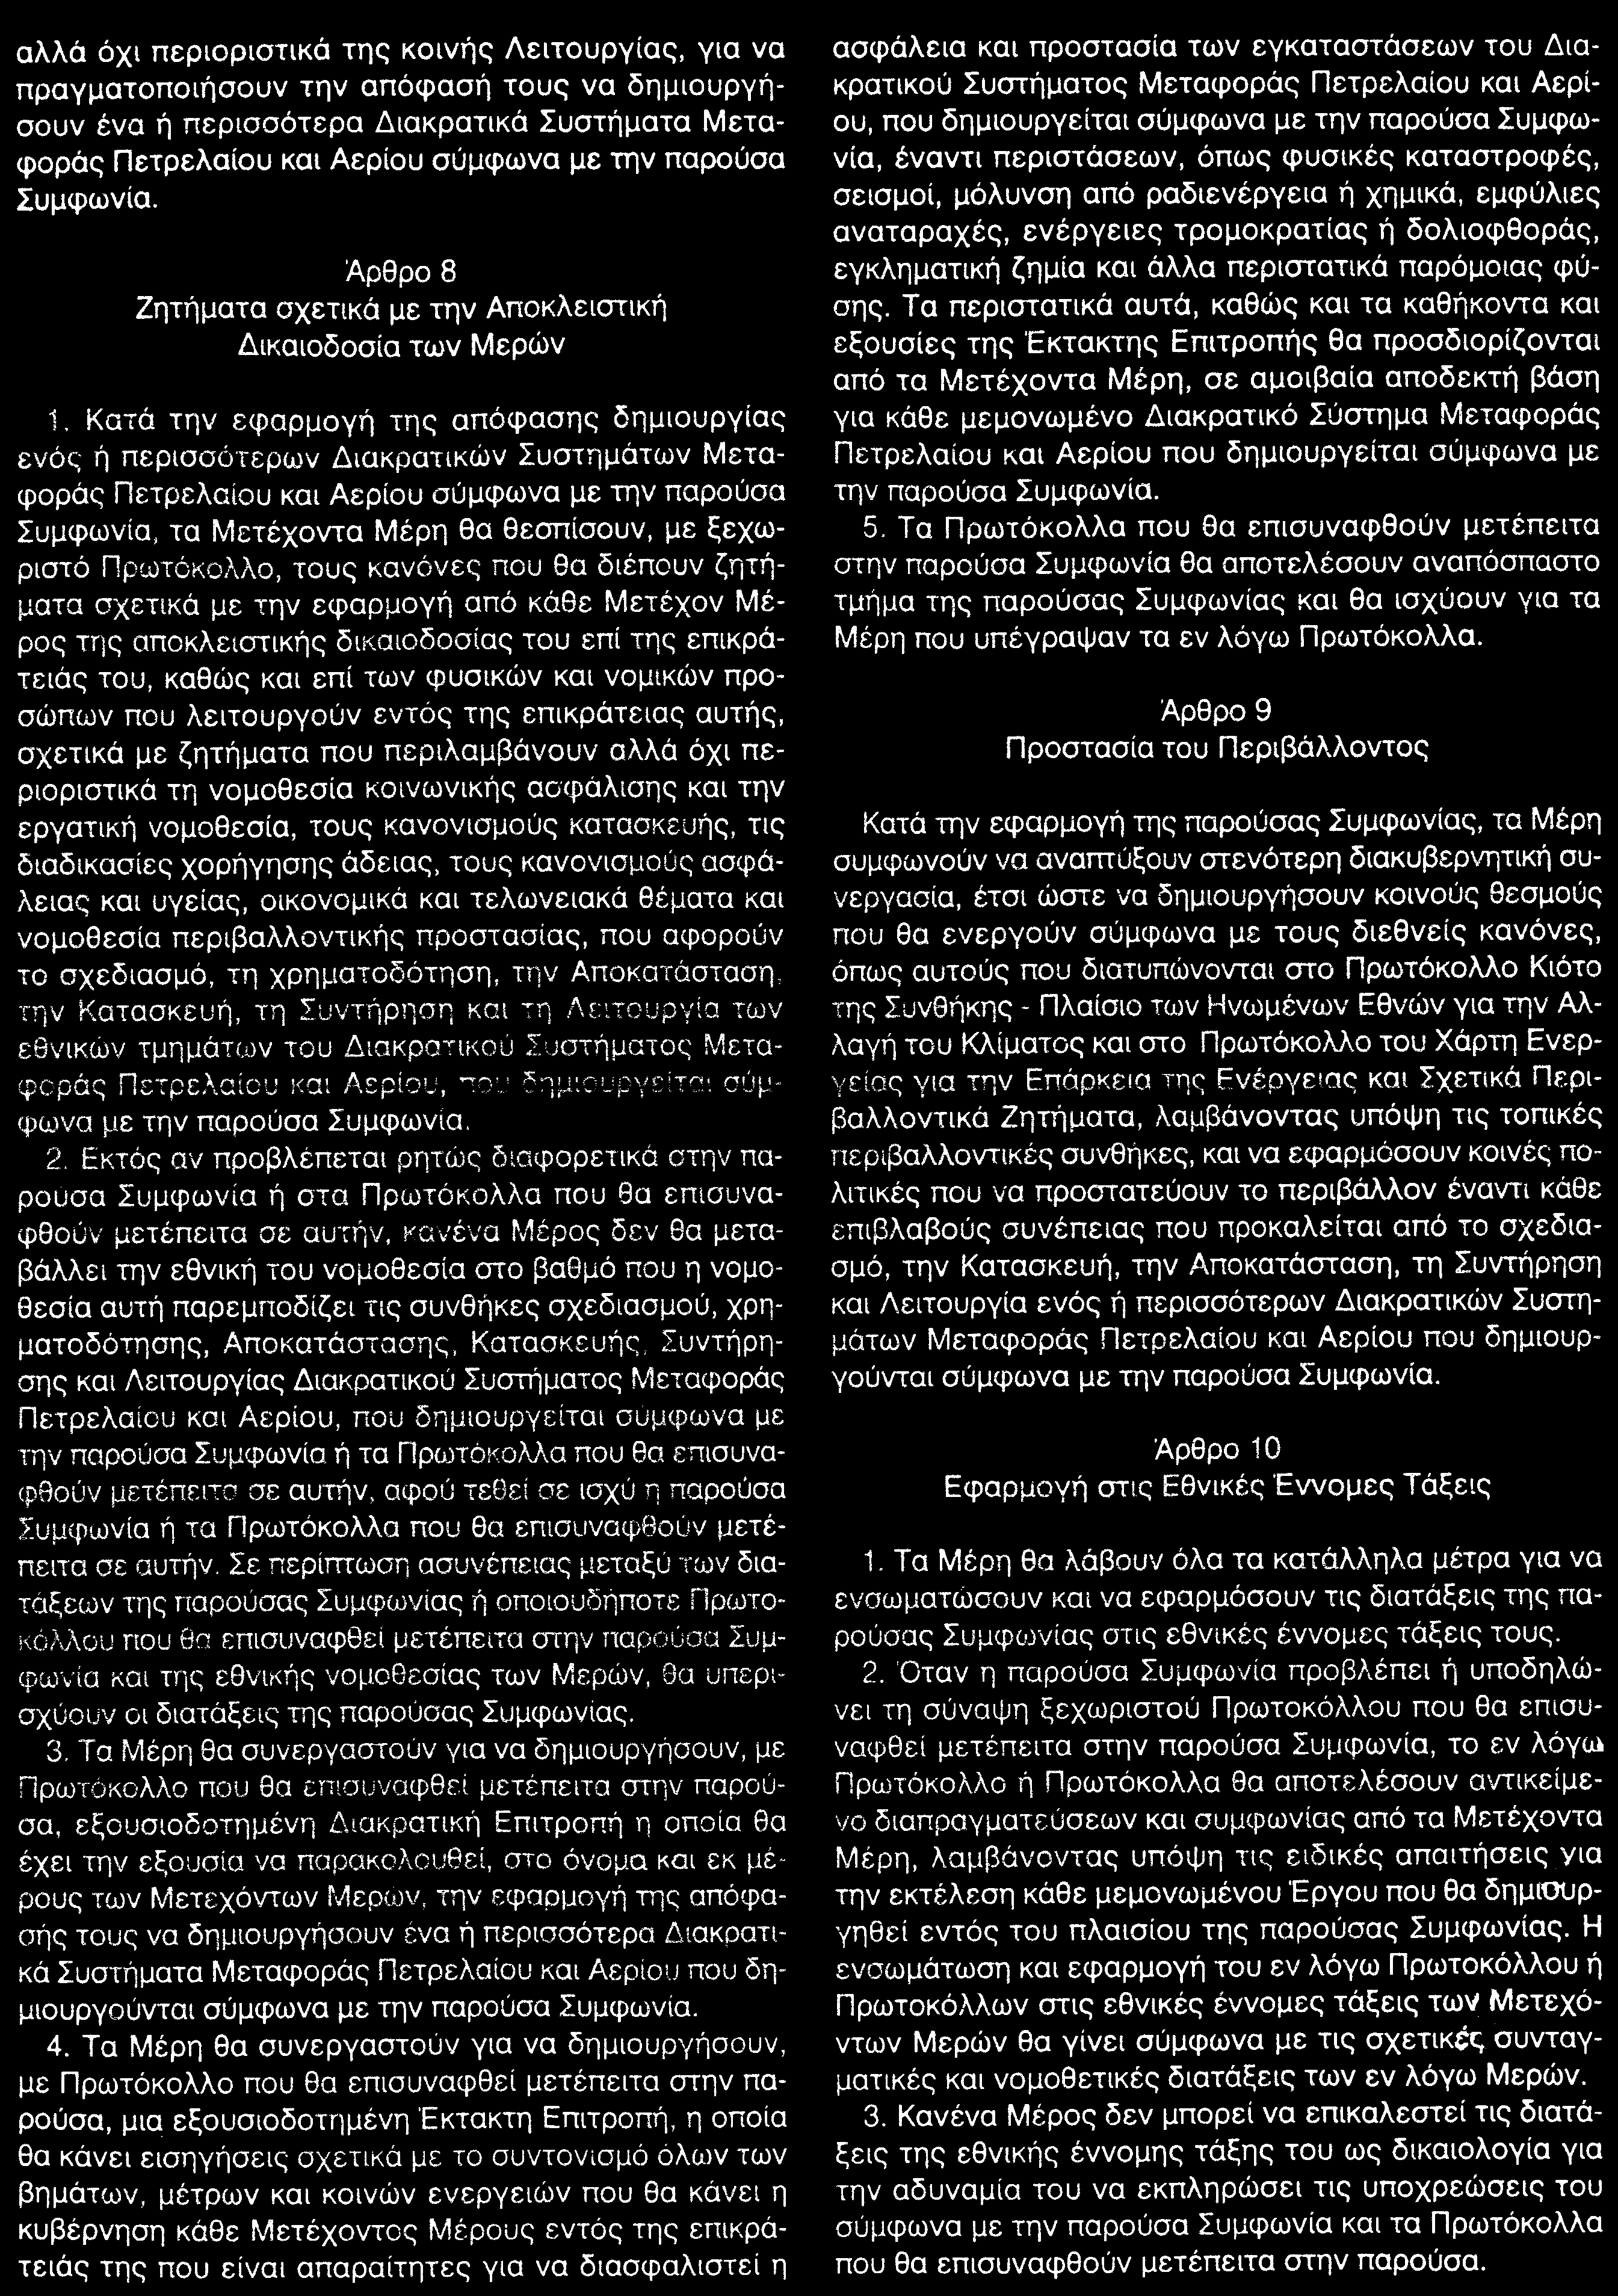 αλλά όχι περιοριστικά της κοινής Λειτουργίας, για να
πραγματοποιήσουν την απόφασή τους να δημιουργή-
σουν ένα ή περισσότερα Διακρατικά Συστήματα Μετα-
φοράς Πετρελαίου και Αερίου σύμφωνα με την παρούσα
Συμφωνία.
Άρθρο 8
Ζητήματα σχετικά με την Αποκλειστική
Δικαιοδοσία των Μερών
1. Κατά την εφαρμογή της απόφασης δημιουργίας
ενός ή περισσότερων Διακρατικών Συστημάτων Μετα-
φοράς Πετρελαίου και Αερίου σύμφωνα με την παρούσα
Συμφωνία, τα Μετέχοντα Μέρη θα θεσπίσουν, με ξεχω-
ριστό Πρωτόκολλο, τους κανόνες που θα διέπουν ζητή-
ματα σχετικά με την εφαρμογή από κάθε Μετέχον Μέ-
ρος της αποκλειστικής δικαιοδοσίας του επί της επικρά-
τειάς του, καθώς και επί των φυσικών και νομικών προ-
σώπων που λειτουργούν εντός της επικράτειας αυτής,
σχετικά με ζητήματα που περιλαμβάνουν αλλά όχι πε-
ριοριστικά τη νομοθεσία κοινωνικής ασφάλισης και την
εργατική νομοθεσία, τους κανονισμούς κατασκευής, τις
διαδικασίες χορήγησης άδειας, τους κανονισμούς ασφά-
λειας και υγείας, οικονομικά και τελωνειακά θέματα και
νομοθεσία περιβαλλοντικής προστασίας, που αφορούν
το σχεδιασμό, τη χρηματοδότηση, την Αποκατάσταση,
την Κατασκευή, τη Συντήρηση και τη Λειτουργία των
εθνικών τμημάτων του Διακρατικού Συστήματος Μετα-
φοράς Πετρελαίου και Αερίου, που δημιουργείται σύμ-
φωνα με την παρούσα Συμφωνία.
2. Εκτός αν προβλέπεται ρητώς διαφορετικά στην πα-
ρούσα Συμφωνία ή στα Πρωτόκολλα που θα επισυνα-
φθούν μετέπειτα σε αυτήν, κανένα Μέρος δεν θα μετα-
βάλλει την εθνική του νομοθεσία στο βαθμό που η νομο-
θεσία αυτή παρεμποδίζει τις συνθήκες σχεδιασμού, χρη-
ματοδότησης, Αποκατάστασης, Κατασκευής, Συντήρη-
σης και Λειτουργίας Διακρατικού Συστήματος Μεταφοράς
Πετρελαίου και Αερίου, που δημιουργείται σύμφωνα με
την παρούσα Συμφωνία ή τα Πρωτόκολλα που θα επισυνα-
φθούν μετέπειτα σε αυτήν, αφού τεθεί σε ισχύ η παρούσα
Συμφωνία ή τα Πρωτόκολλα που θα επισυναφθούν μετέ-
πειτα σε αυτήν. Σε περίπτωση ασυνέπειας μεταξύ των δια-
τάξεων της παρούσας Συμφωνίας ή οποιουδήποτε Πρωτο-
κόλλου που θα επισυναφθεί μετέπειτα στην παρούσα Συμ-
φωνία και της εθνικής νομοθεσίας των Μερών, θα υπερι-
σχύουν οι διατάξεις της παρούσας Συμφωνίας.
3. Τα Μέρη θα συνεργαστούν για να δημιουργήσουν, με
Πρωτόκολλο που θα επισυναφθεί μετέπειτα στην παρού-
σα, εξουσιοδοτημένη Διακρατική Επιτροπή η οποία θα
έχει την εξουσία να παρακολουθεί, στο όνομα και εκ μέ-
ρους των Μετεχόντων Μερών, την εφαρμογή της απόφα-
σής τους να δημιουργήσουν ένα ή περισσότερα Διακρατι-
κά Συστήματα Μεταφοράς Πετρελαίου και Αερίου που δη-
μιουργούνται σύμφωνα με την παρούσα Συμφωνία.
4. Τα Μέρη θα συνεργαστούν για να δημιουργήσουν,
με Πρωτόκολλο που θα επισυναφθεί μετέπειτα στην πα-
ρούσα, μια εξουσιοδοτημένη Έκτακτη Επιτροπή, η οποία
θα κάνει εισηγήσεις σχετικά με το συντονισμό όλων των
βημάτων, μέτρων και κοινών ενεργειών που θα κάνει η
κυβέρνηση κάθε Μετέχοντος Μέρους εντός της επικρά-
τειάς της που είναι απαραίτητες για να διασφαλιστεί η
ασφάλεια και προστασία των εγκαταστάσεων του Δια-
κρατικού Συστήματος Μεταφοράς Πετρελαίου και Αερί-
ου, που δημιουργείται σύμφωνα με την παρούσα Συμφω-
νία, έναντι περιστάσεων, όπως φυσικές καταστροφές,
σεισμοί, μόλυνση από ραδιενέργεια ή χημικά, εμφύλιες
αναταραχές, ενέργειες τρομοκρατίας ή δολιοφθοράς,
εγκληματική ζημία και άλλα περιστατικά παρόμοιας φύ-
σης. Τα περιστατικά αυτά, καθώς και τα καθήκοντα και
εξουσίες της Έκτακτης Επιτροπής θα προσδιορίζονται
από τα Μετέχοντα Μέρη, σε αμοιβαία αποδεκτή βάση
για κάθε μεμονωμένο Διακρατικό Σύστημα Μεταφοράς
Πετρελαίου και Αερίου που δημιουργείται σύμφωνα με
την παρούσα Συμφωνία.
5. Τα Πρωτόκολλα που θα επισυναφθούν μετέπειτα
στην παρούσα Συμφωνία θα αποτελέσουν αναπόσπαστο
τμήμα της παρούσας Συμφωνίας και θα ισχύουν για τα
Μέρη που υπέγραψαν τα εν λόγω Πρωτόκολλα.
Άρθρο 9
Προστασία του Περιβάλλοντος
Κατά την εφαρμογή της παρούσας Συμφωνίας, τα Μέρη
συμφωνούν να αναπτύξουν στενότερη διακυβερνητική συ-
νεργασία, έτσι ώστε να δημιουργήσουν κοινούς θεσμούς
που θα ενεργούν σύμφωνα με τους διεθνείς κανόνες,
όπως αυτούς που διατυπώνονται στο Πρωτόκολλο Κιότο
της Συνθήκης - Πλαίσιο των Ηνωμένων Εθνών για την Αλ-
λαγή του Κλίματος και στο Πρωτόκολλο του Χάρτη Ενερ-
γείας για την Επάρκεια της Ενέργειας και Σχετικά Περι-
βαλλοντικά Ζητήματα, λαμβάνοντας υπόψη τις τοπικές
περιβαλλοντικές συνθήκες, και να εφαρμόσουν κοινές πο-
λιτικές που να προστατεύουν το περιβάλλον έναντι κάθε
επιβλαβούς συνέπειας που προκαλείται από το σχεδια-
σμό, την Κατασκευή, την Αποκατάσταση, τη Συντήρηση
και Λειτουργία ενός ή περισσότερων Διακρατικών Συστη-
μάτων Μεταφοράς Πετρελαίου και Αερίου που δημιουρ-
γούνται σύμφωνα με την παρούσα Συμφωνία.
Άρθρο 10
Εφαρμογή στις Εθνικές Έννομες Τάξεις
1. Τα Μέρη θα λάβουν όλα τα κατάλληλα μέτρα για να
ενσωματώσουν και να εφαρμόσουν τις διατάξεις της πα-
ρούσας Συμφωνίας στις εθνικές έννομες τάξεις τους.
2. Όταν η παρούσα Συμφωνία προβλέπει ή υποδηλώ-
νει τη σύναψη ξεχωριστού Πρωτοκόλλου που θα επισυ-
ναφθεί μετέπειτα στην παρούσα Συμφωνία, το εν λόγω
Πρωτόκολλο ή Πρωτόκολλα θα αποτελέσουν αντικείμε-
νο διαπραγματεύσεων και συμφωνίας από τα Μετέχοντα
Μέρη, λαμβάνοντας υπόψη τις ειδικές απαιτήσεις για
την εκτέλεση κάθε μεμονωμένου Έργου που θα δημιουρ-
γηθεί εντός του πλαισίου της παρούσας Συμφωνίας. Η
ενσωμάτωση και εφαρμογή του εν λόγω Πρωτοκόλλου ή
Πρωτοκόλλων στις εθνικές έννομες τάξεις των Μετεχό-
ντων Μερών θα γίνει σύμφωνα με τις σχετικές συνταγ-
ματικές και νομοθετικές διατάξεις των εν λόγω Μερών.
3. Κανένα Μέρος δεν μπορεί να επικαλεστεί τις διατά-
ξεις της εθνικής έννομης τάξης του ως δικαιολογία για
την αδυναμία του να εκπληρώσει τις υποχρεώσεις του
σύμφωνα με την παρούσα Συμφωνία και τα Πρωτόκολλα
που θα επισυναφθούν μετέπειτα στην παρούσα.